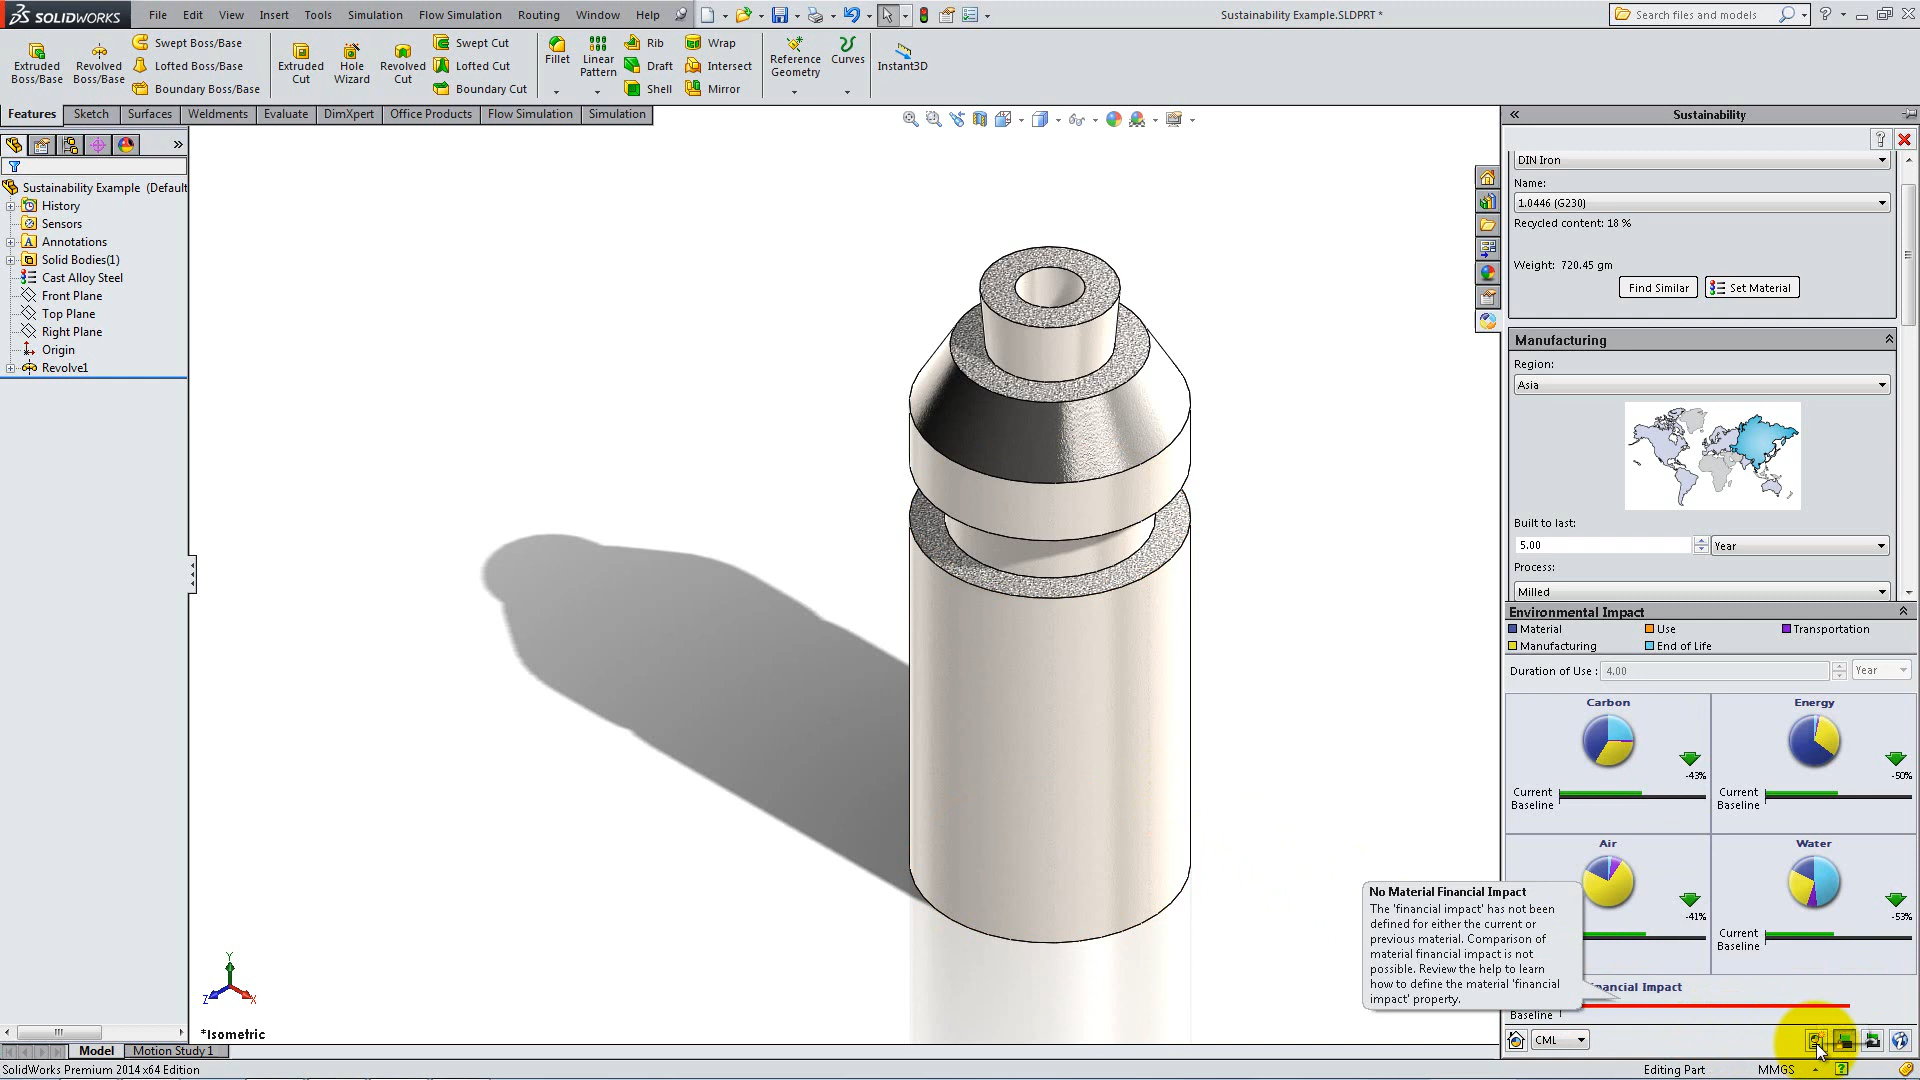 SOLIDWORKS File Edit View Insert Tools Simulation Flow Simulation Routing Window Help Sustainability Example.SLDPRT * Search files and models
Extruded Boss/Base
Revolved Boss/Base
Swept Boss/Base
Lofted Boss/Base
Boundary Boss/Base
Extruded Cut
Hole Wizard
Revolved Cut
Swept Cut
Lofted Cut
Boundary Cut
Fillet
Linear Pattern
Rib
Draft
Shell
Wrap
Intersect
Mirror
Reference Geometry
Curves
Instant3D
Features Sketch Surfaces Weldments Evaluate DimXpert Office Products Flow Simulation Simulation
Sustainability Example (Default
History
Sensors
Annotations
Solid Bodies(1)
Cast Alloy Steel
Front Plane
Top Plane
Right Plane
Origin
Revolve1
Sustainability
DIN Iron
Name:
1.0446 (G230)
Recycled content: 18 %
Weight: 720.45 gm
Find Similar Set Material
Manufacturing
Region:
Asia
Built to last:
5.00 Year
Process:
Milled
Environmental Impact
Material Use Transportation
Manufacturing End of Life
Duration of Use : 4.00 Year
Carbon
-43%
Current
Baseline
Energy
-50%
Current
Baseline
Air
-41%
Water
-53%
Current
Baseline
No Material Financial Impact
The 'financial impact' has not been
defined for either the current or
previous material. Comparison of
material financial impact is not
possible. Review the help to learn
how to define the material 'financial
impact' property.
nancial Impact
Baseline
CML
Y
Z X
*Isometric
Model Motion Study 1
SolidWorks Premium 2014 x64 Edition Editing Part MMGS